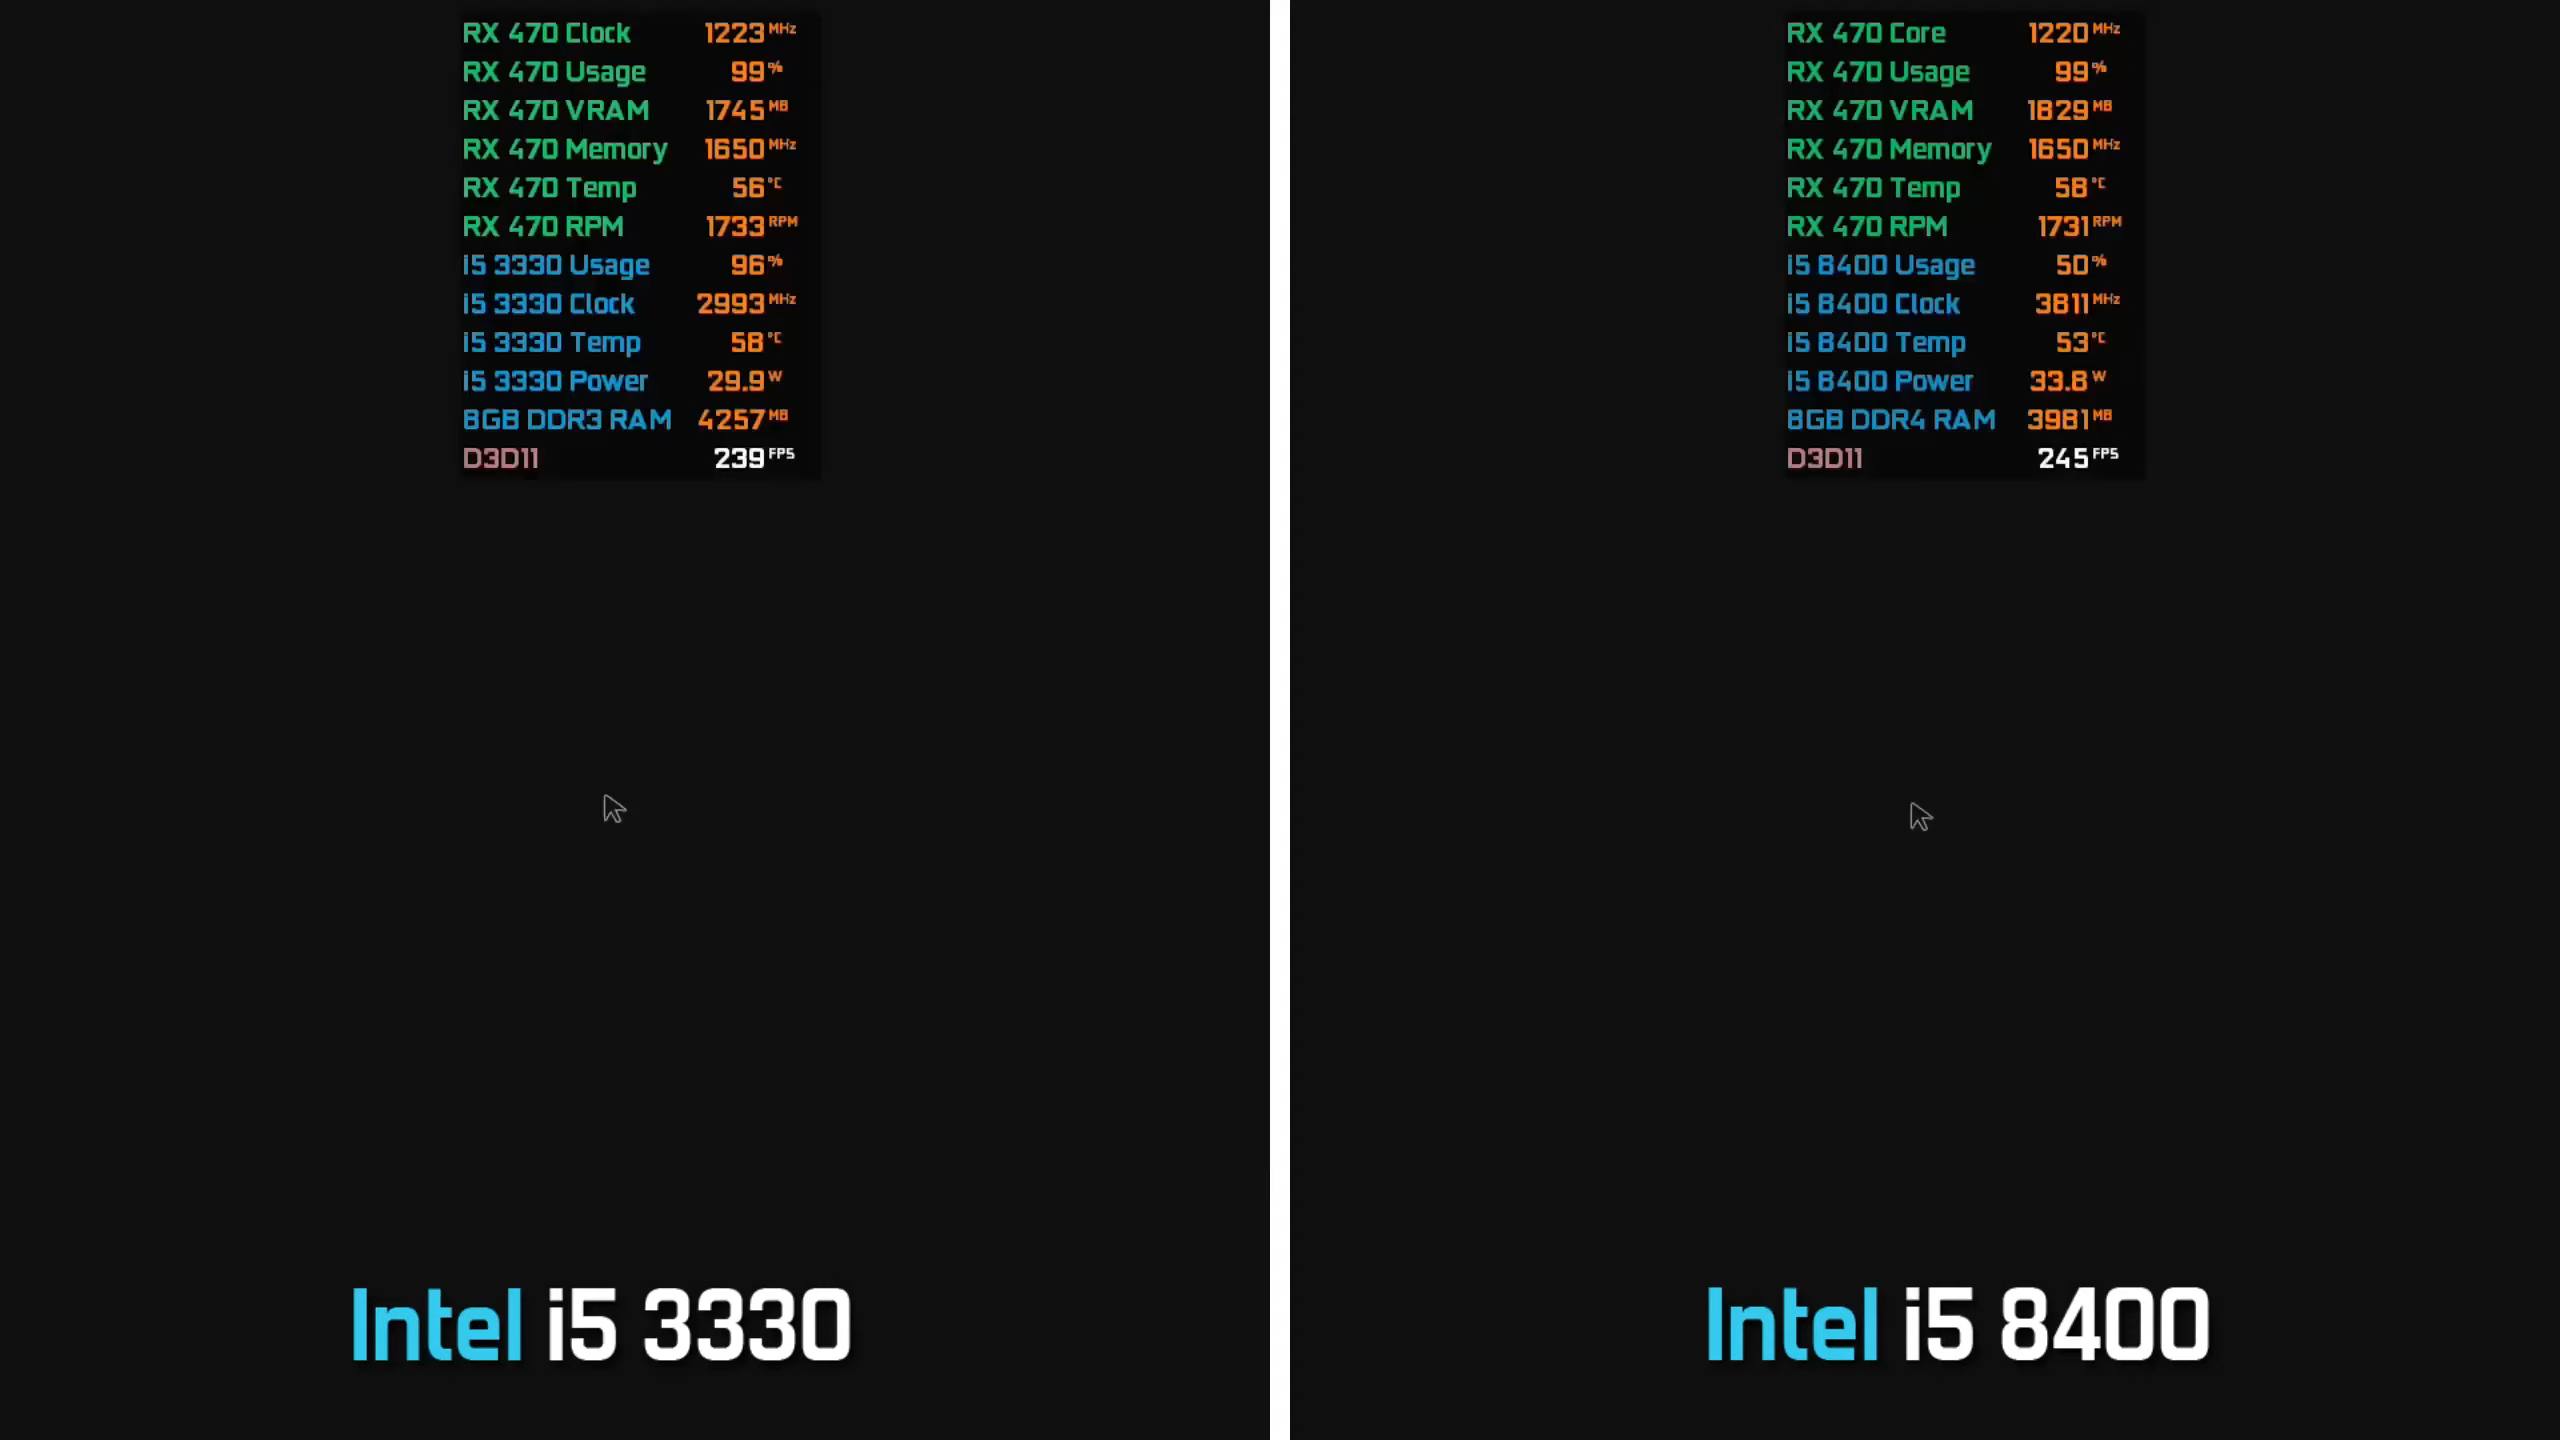 RX 470 Clock 1223 MHz
RX 470 Usage 99 %
RX 470 VRAM 1745 MB
RX 470 Memory 1650 MHz
RX 470 Temp 56 °C
RX 470 RPM 1733 RPM
i5 3330 Usage 96 %
i5 3330 Clock 2993 MHz
i5 3330 Temp 58 °C
i5 3330 Power 29.9 W
8GB DDR3 RAM 4257 MB
D3D11 239 FPS
Intel i5 3330
RX 470 Core 1220 MHz
RX 470 Usage 99 %
RX 470 VRAM 1829 MB
RX 470 Memory 1650 MHz
RX 470 Temp 58 °C
RX 470 RPM 1731 RPM
i5 8400 Usage 50 %
i5 8400 Clock 3811 MHz
i5 8400 Temp 53 °C
i5 8400 Power 33.8 W
8GB DDR4 RAM 3981 MB
D3D11 245 FPS
Intel i5 8400